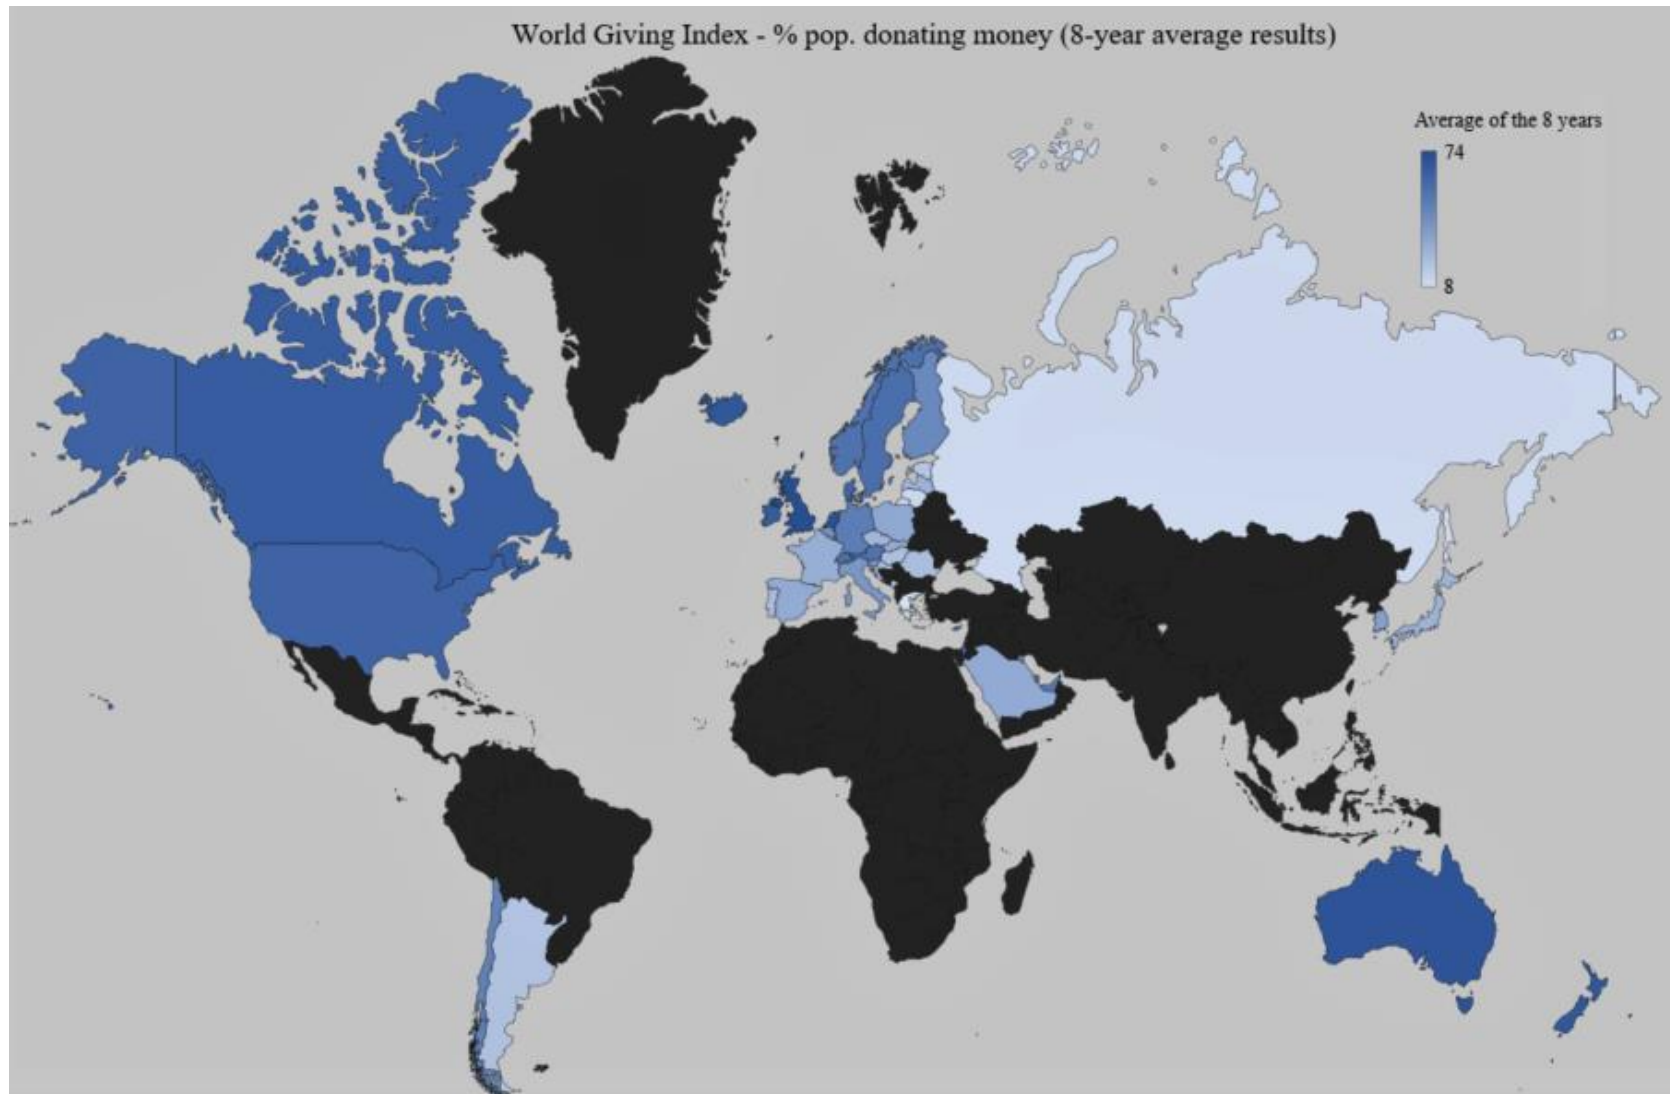 World Giving Index - % pop. donating money (8-year average results)
Average of the 8 years
74
8